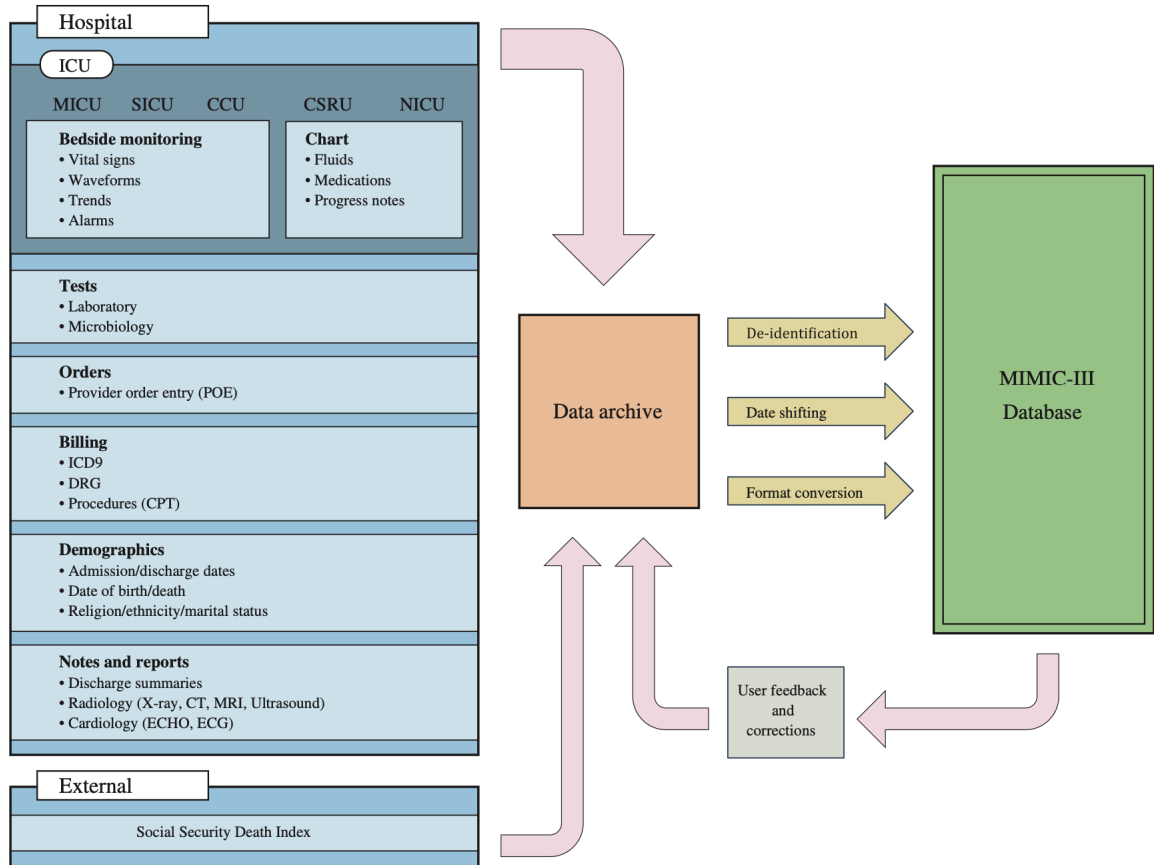 Hospital
ICU
MICU SICU CCU CSRU NICU
Bedside monitoring
• Vital signs
• Waveforms
• Trends
• Alarms
Chart
• Fluids
• Medications
• Progress notes
Tests
• Laboratory
• Microbiology
Orders
• Provider order entry (POE)
Billing
• ICD9
• DRG
• Procedures (CPT)
Demographics
• Admission/discharge dates
• Date of birth/death
• Religion/ethnicity/marital status
Notes and reports
• Discharge summaries
• Radiology (X-ray, CT, MRI, Ultrasound)
• Cardiology (ECHO, ECG)
External
Social Security Death Index
Data archive
De-identification
Date shifting
Format conversion
MIMIC-III
Database
User feedback
and
corrections